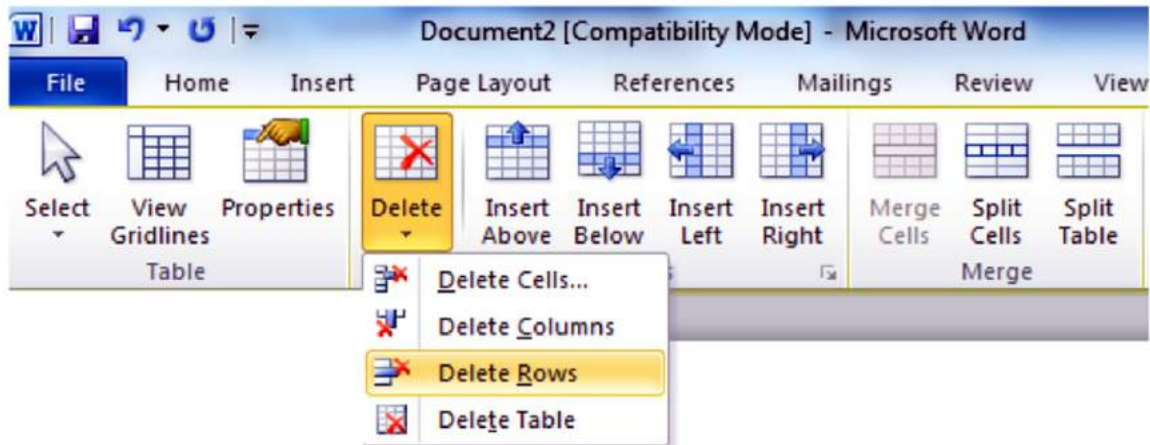 W
Document2 [Compatibility Mode] - Microsoft Word
File Home Insert Page Layout References Mailings Review View
Select View Gridlines Properties Delete Insert Above Insert Below Insert Left Insert Right Merge Cells Split Cells Split Table
Table Merge
Delete Cells...
Delete Columns
Delete Rows
Delete Table